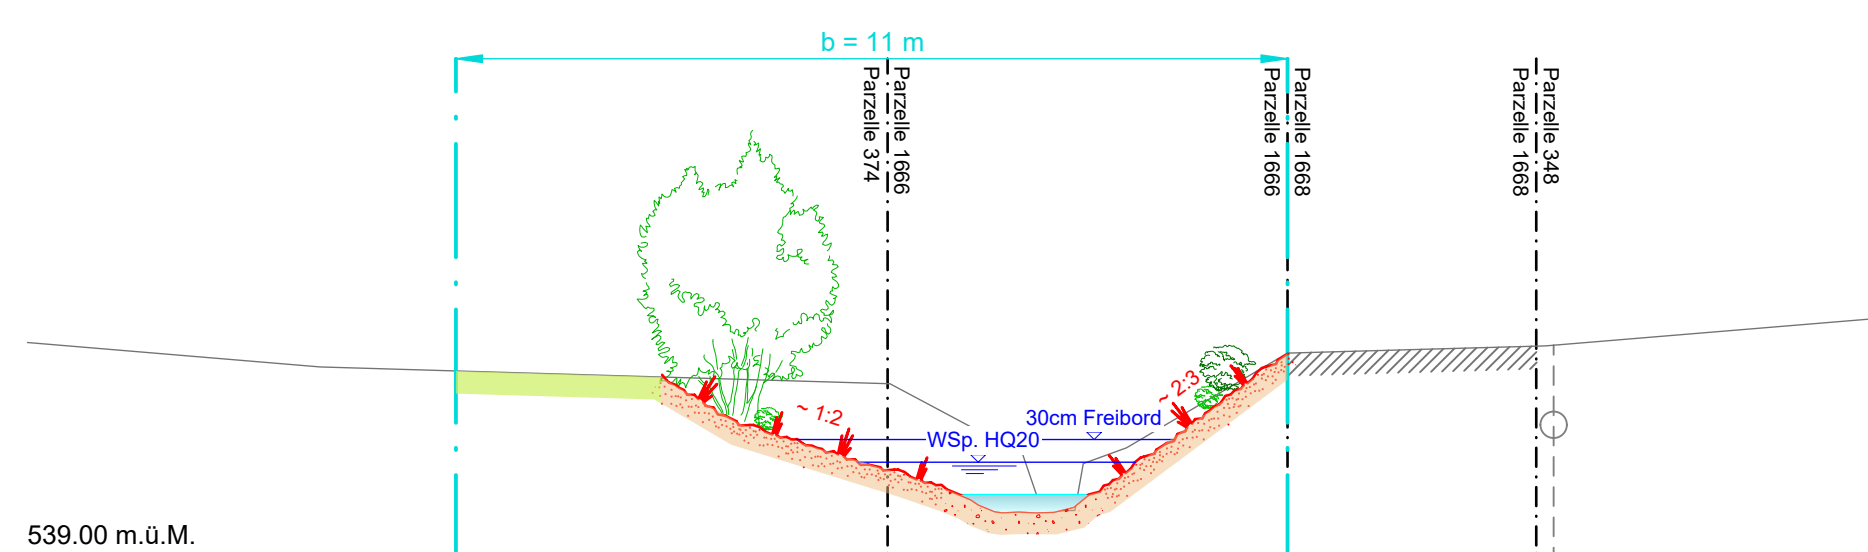 b = 11 m
Parzelle 374
Parzelle 1666
Parzelle 1666
Parzelle 1668
Parzelle 1668
Parzelle 348
~ 1:2
~ 2:3
30cm Freibord
WSp. HQ20
539.00 m.ü.M.